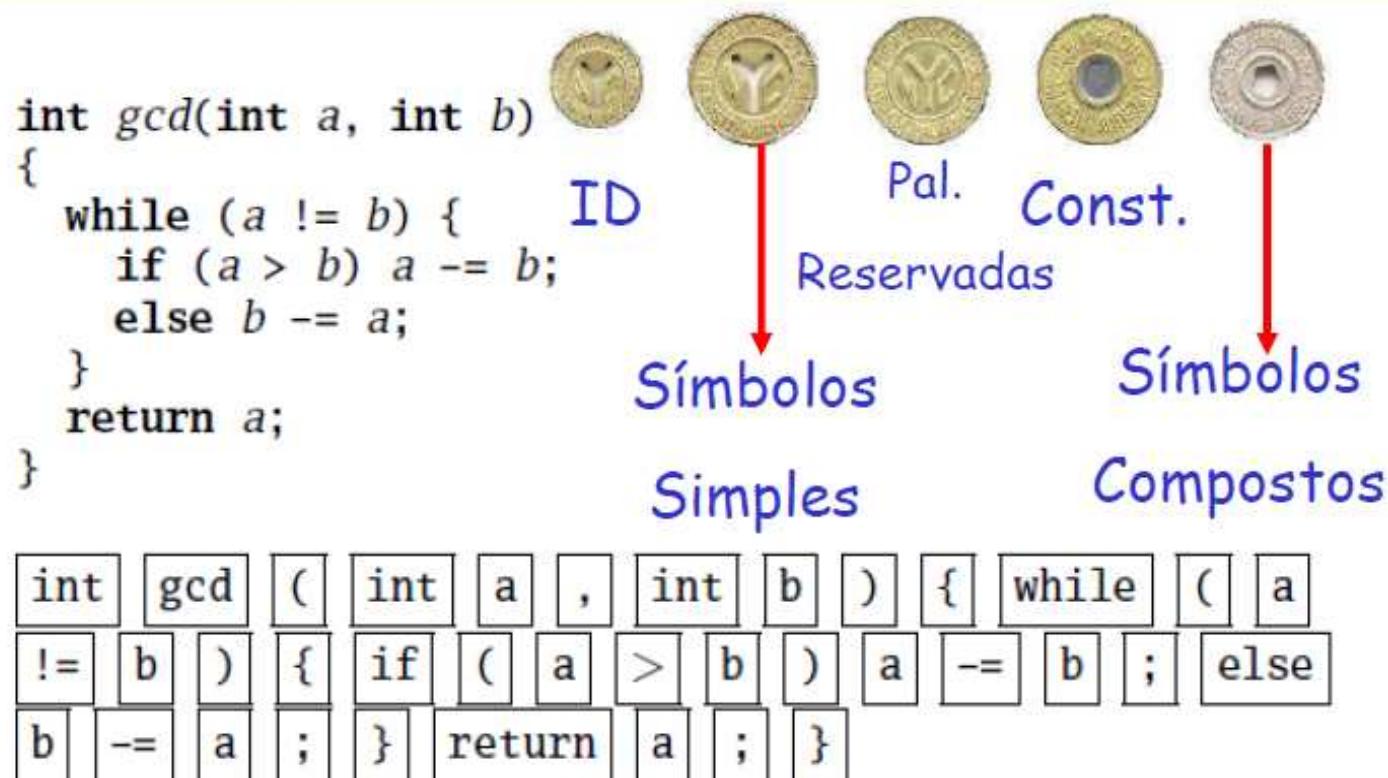 int gcd(int a, int b)
{
while (a != b) {
if (a > b) a -= b;
else b -= a;
}
return a;
}
ID
Pal.
Reservadas
Const.
Símbolos
Simples
Símbolos
Compostos
int gcd ( int a , int b ) { while ( a
!= b ) { if ( a > b ) a -= b ; else
b -= a ; } return a ; }